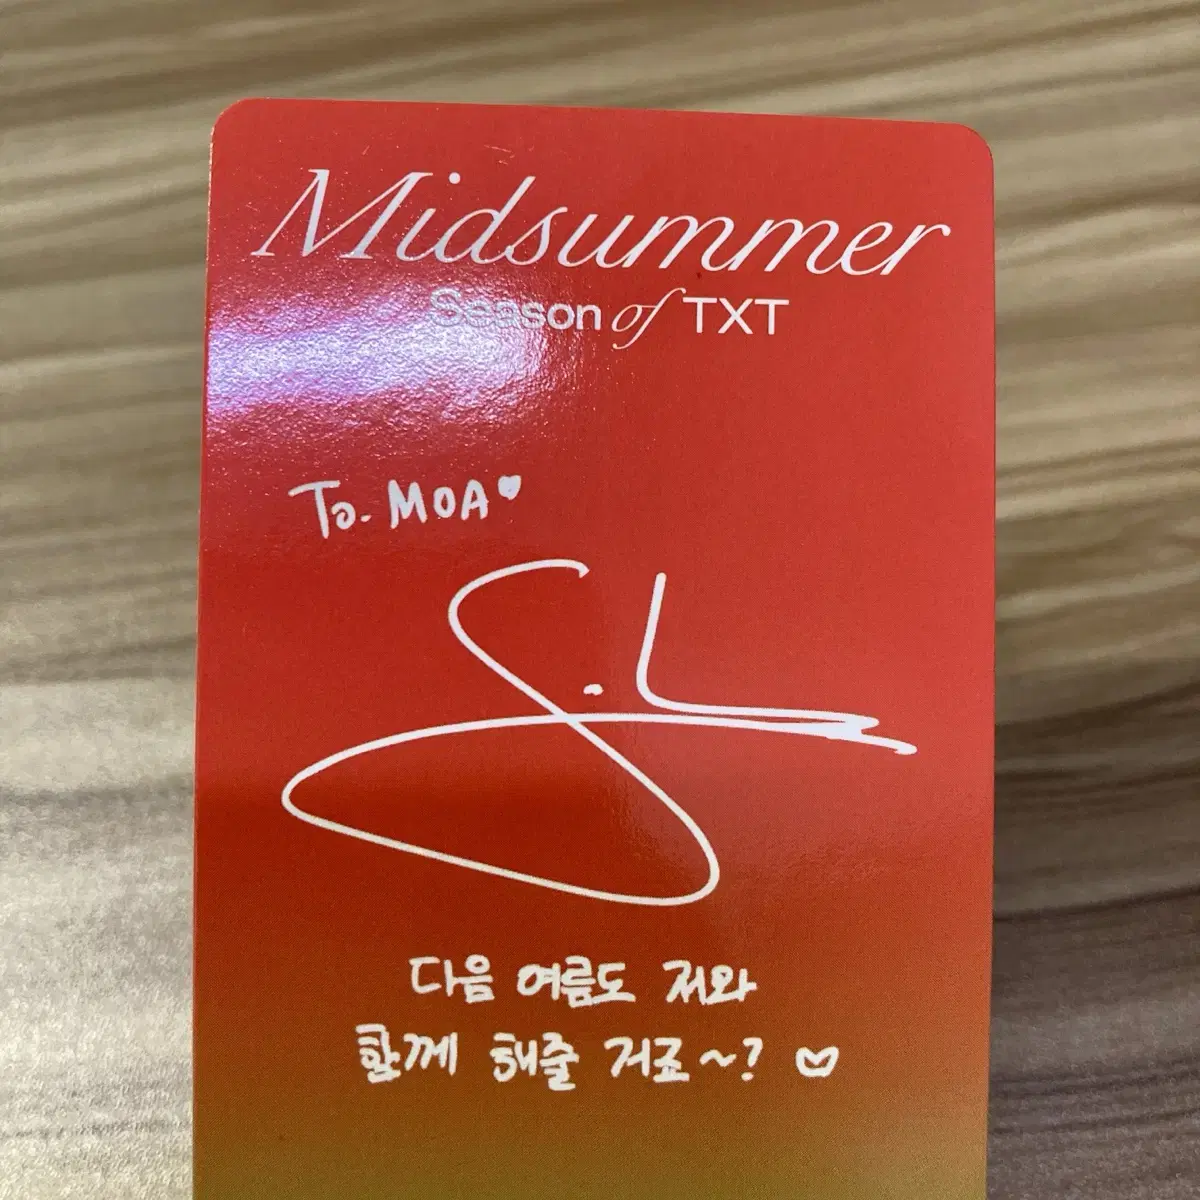 Midsummer
Season of TXT
To. MOA
다음 여름도 저와
함께 해줄 거죠~?